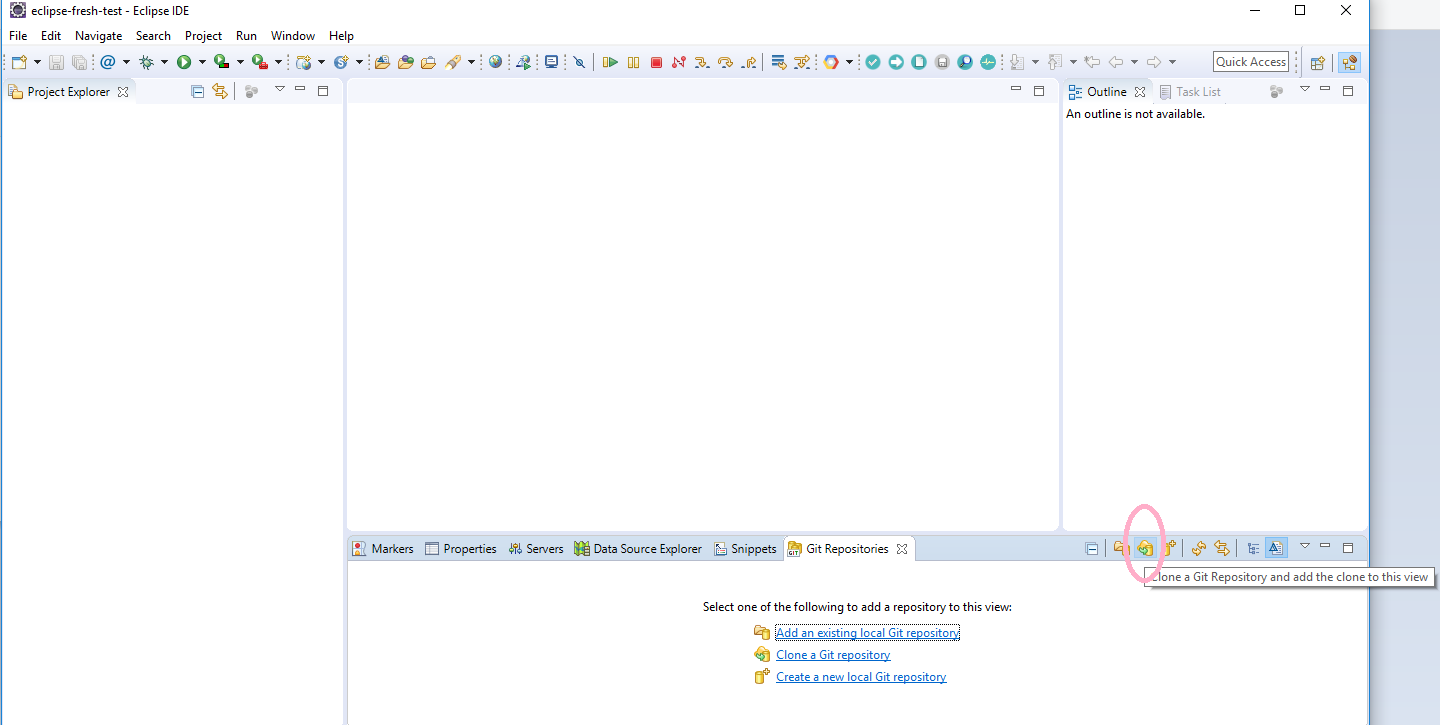 eclipse-fresh-test - Eclipse IDE
File Edit Navigate Search Project Run Window Help
Quick Access
Project Explorer
Outline Task List
An outline is not available.
Markers Properties Servers Data Source Explorer Snippets Git Repositories
Clone a Git Repository and add the clone to this view
Select one of the following to add a repository to this view:
Add an existing local Git repository
Clone a Git repository
Create a new local Git repository